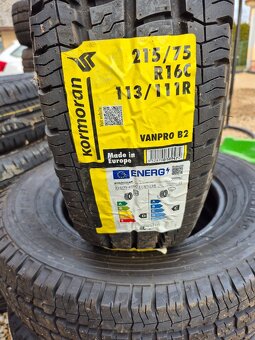 kormoran
215/75
R16C
113/111R
VANPRO B2
Made in
Europe
ENERG